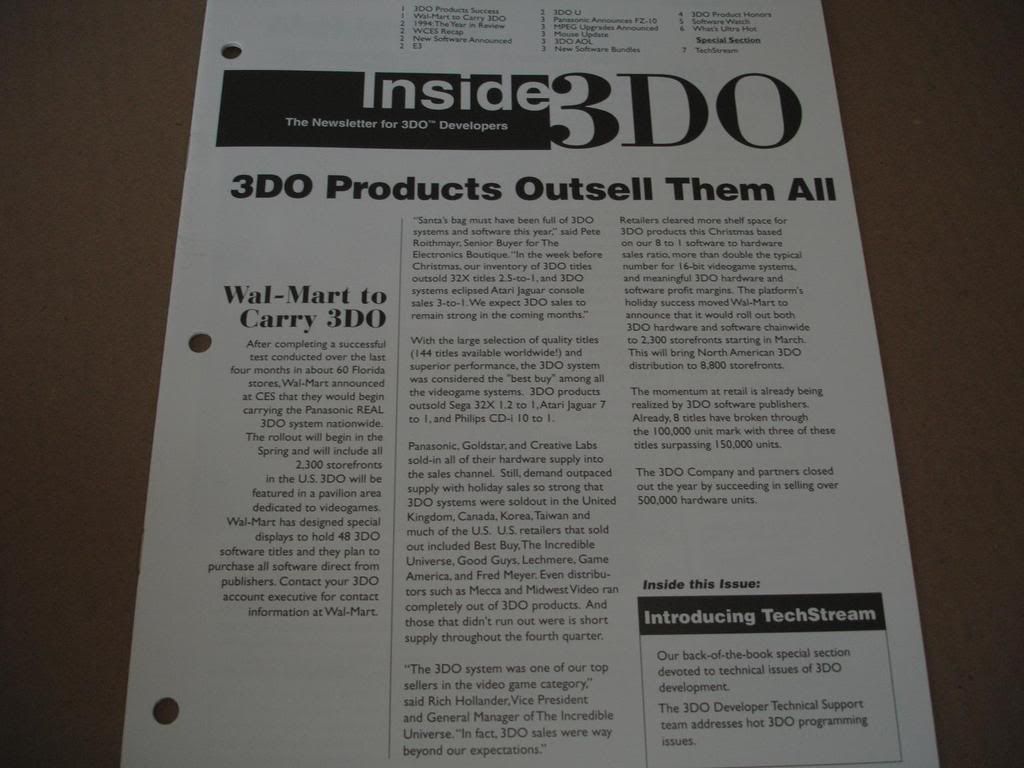 1 3DO Products Success
1 Wal-Mart to Carry 3DO
2 1994: The Year in Review
2 WCES Recap
2 New Software Announced
2 E3
2 3DO U
3 Panasonic Announces FZ-10
3 MPEG Upgrades Announced
3 Mouse Update
3 3DO AOL
3 New Software Bundles
4 3DO Product Honors
5 Software Watch
6 What's Ultra Hot
Special Section
7 TechStream
Inside 3DO
The Newsletter for 3DO™ Developers
3DO Products Outsell Them All
Wal-Mart to
Carry 3DO
After completing a successful
test conducted over the last
four months in about 60 Florida
stores, Wal-Mart announced
at CES that they would begin
carrying the Panasonic REAL
3DO system nationwide.
The rollout will begin in the
Spring and will include all
2,300 storefronts
in the U.S. 3DO will be
featured in a pavilion area
dedicated to videogames.
Wal-Mart has designed special
displays to hold 48 3DO
software titles and they plan to
purchase all software direct from
publishers. Contact your 3DO
account executive for contact
information at Wal-Mart.
"Santa's bag must have been full of 3DO
systems and software this year," said Pete
Roithmayr, Senior Buyer for The
Electronics Boutique. "In the week before
Christmas, our inventory of 3DO titles
outsold 32X titles 2.5-to-1, and 3DO
systems eclipsed Atari Jaguar console
sales 3-to-1. We expect 3DO sales to
remain strong in the coming months."
With the large selection of quality titles
(144 titles available worldwide!) and
superior performance, the 3DO system
was considered the "best buy" among all
the videogame systems. 3DO products
outsold Sega 32X 1.2 to 1, Atari Jaguar 7
to 1, and Philips CD-i 10 to 1.
Panasonic, Goldstar, and Creative Labs
sold-in all of their hardware supply into
the sales channel. Still, demand outpaced
supply with holiday sales so strong that
3DO systems were soldout in the United
Kingdom, Canada, Korea, Taiwan and
much of the U.S. U.S. retailers that sold
out included Best Buy, The Incredible
Universe, Good Guys, Lechmere, Game
America, and Fred Meyer. Even distribu-
tors such as Mecca and Midwest Video ran
completely out of 3DO products. And
those that didn't run out were is short
supply throughout the fourth quarter.
"The 3DO system was one of our top
sellers in the video game category,"
said Rich Hollander, Vice President
and General Manager of The Incredible
Universe. "In fact, 3DO sales were way
beyond our expectations."
Retailers cleared more shelf space for
3DO products this Christmas based
on our 8 to 1 software to hardware
sales ratio, more than double the typical
number for 16-bit videogame systems,
and meaningful 3DO hardware and
software profit margins. The platform's
holiday success moved Wal-Mart to
announce that it would roll out both
3DO hardware and software chainwide
to 2,300 storefronts starting in March.
This will bring North American 3DO
distribution to 8,800 storefronts.
The momentum at retail is already being
realized by 3DO software publishers.
Already, 8 titles have broken through
the 100,000 unit mark with three of these
titles surpassing 150,000 units.
The 3DO Company and partners closed
out the year by succeeding in selling over
500,000 hardware units.
Inside this Issue:
Introducing TechStream
Our back-of-the-book special section
devoted to technical issues of 3DO
development.
The 3DO Developer Technical Support
team addresses hot 3DO programming
issues.